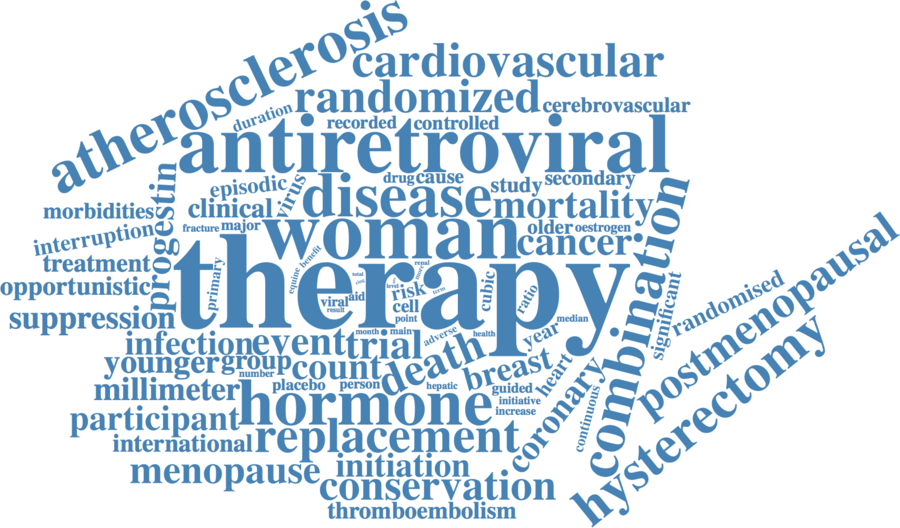 atherosclerosis
cardiovascular
duration
randomized
cerebrovascular
recorded
controlled
antiretroviral
progestin
episodic
virus
drug
cause
study
secondary
morbidities
clinical
disease
mortality
combination
interruption
fracture
major
woman
older
oestrogen
cancer
treatment
primary
equine
benefit
therapy
total
renal
more
level
term
opportunistic
viral
aid
result
risk
cell
point
cubic
ratio
significant
randomised
postmenopausal
suppression
month
main
adverse
health
year
median
infection
event
trial
death
younger
group
number
count
breast
heart
hysterectomy
millimeter
placebo
person
hepatic
guided
initiative
increase
coronary
continuous
participant
hormone
international
replacement
menopause
initiation
conservation
thromboembolism